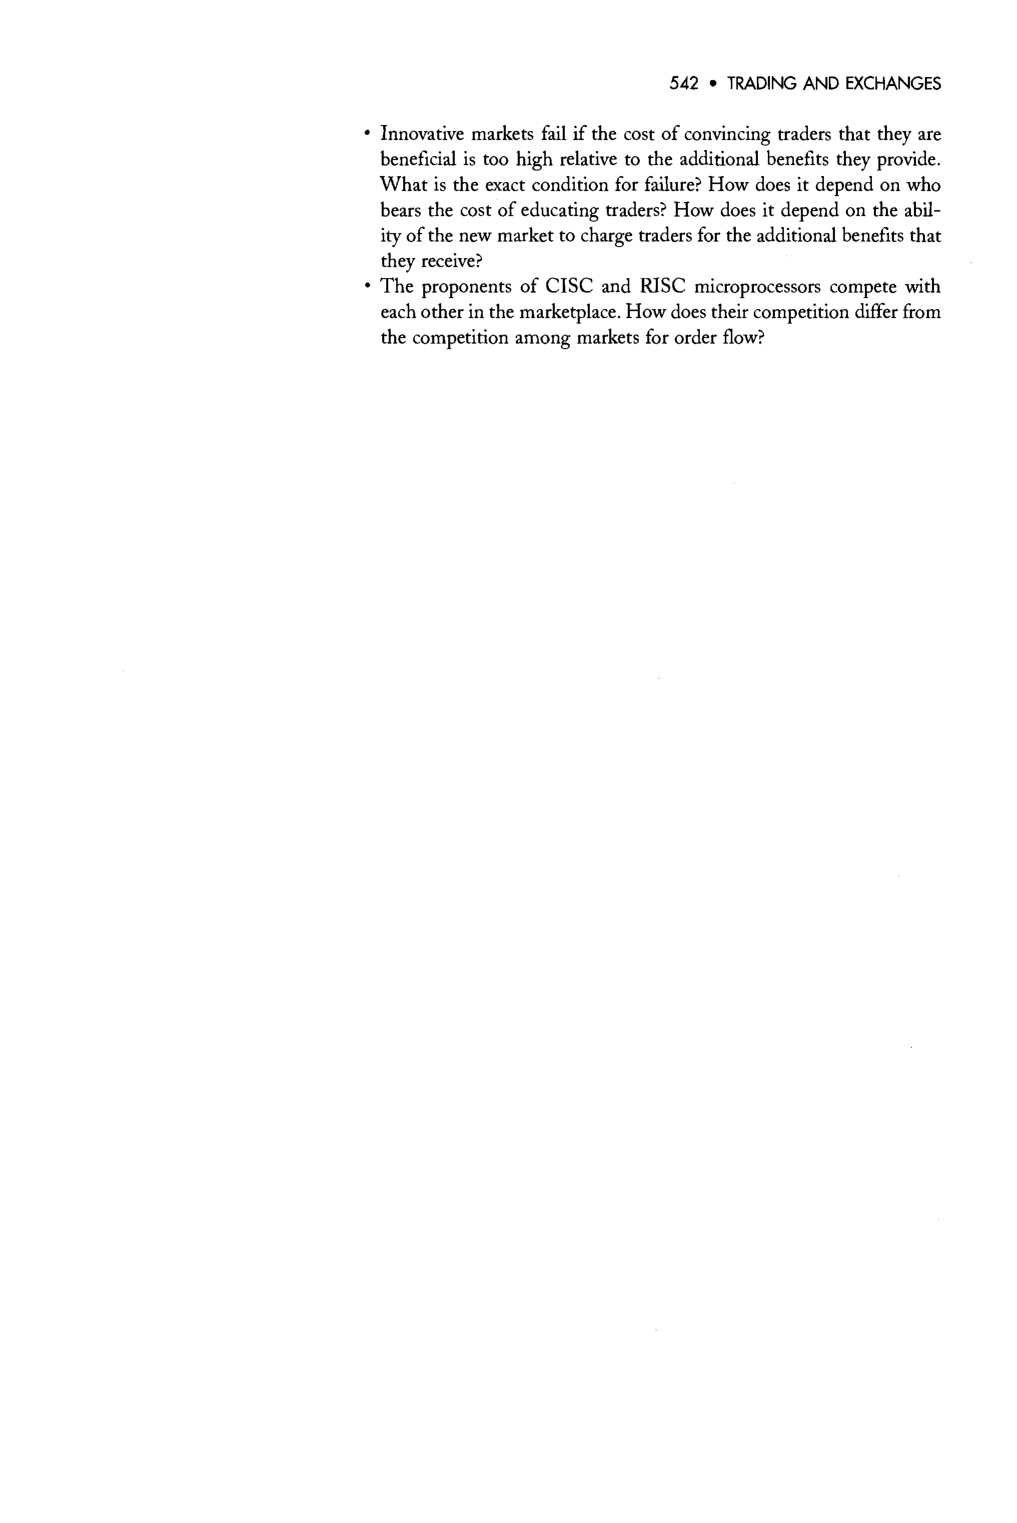 542 • TRADING AND EXCHANGES
• Innovative markets fail if the cost of convincing traders that they are
beneficial is too high relative to the additional benefits they provide.
What is the exact condition for failure? How does it depend on who
bears the cost of educating traders? How does it depend on the abil-
ity of the new market to charge traders for the additional benefits that
they receive?
• The proponents of CISC and RISC microprocessors compete with
each other in the marketplace. How does their competition differ from
the competition among markets for order flow?